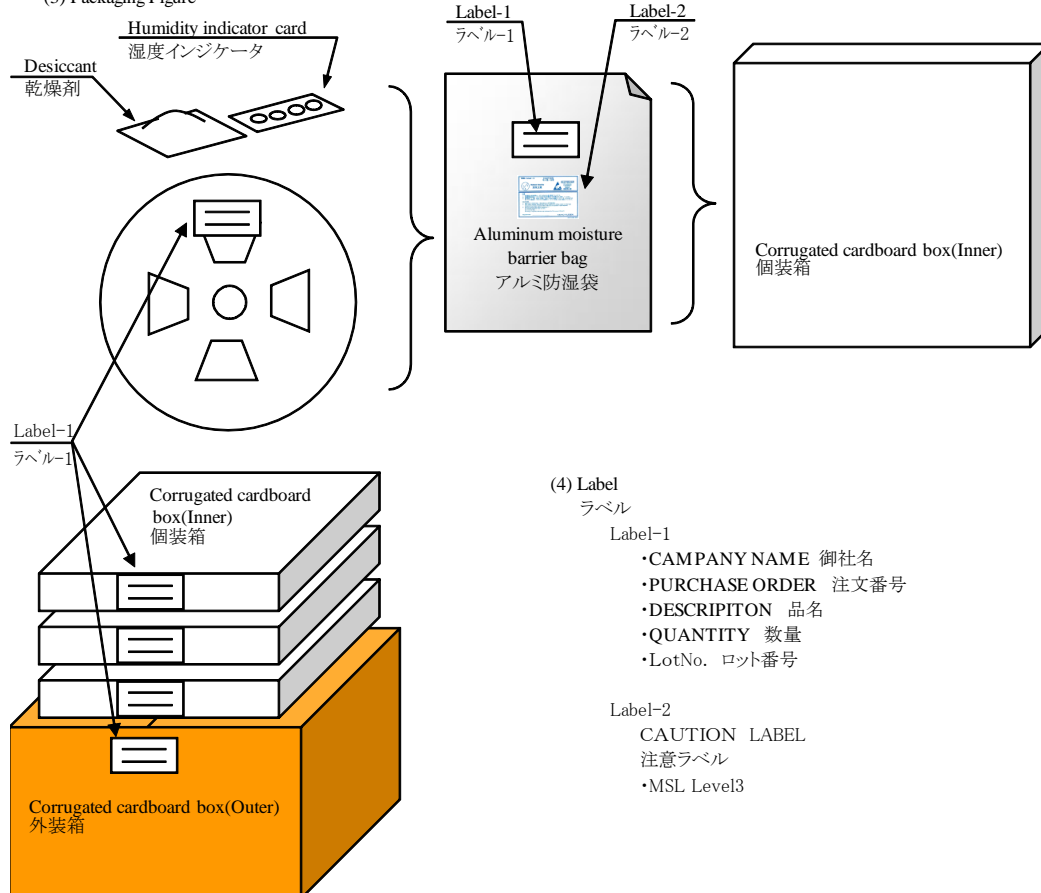 (3) Packaging Figure
Humidity indicator card
湿度インジケータ
Desiccant
乾燥剤
Label-1
ラベル-1
Label-2
ラベル-2
Aluminum moisture
barrier bag
アルミ防湿袋
Corrugated cardboard box(Inner)
個装箱
Label-1
ラベル-1
Corrugated cardboard
box(Inner)
個装箱
Corrugated cardboard box(Outer)
外装箱
(4) Label
ラベル
Label-1
・CAMPANY NAME 御社名
・PURCHASE ORDER 注文番号
・DESCRIPITON 品名
・QUANTITY 数量
・LotNo. ロット番号
Label-2
CAUTION LABEL
注意ラベル
・MSL Level3